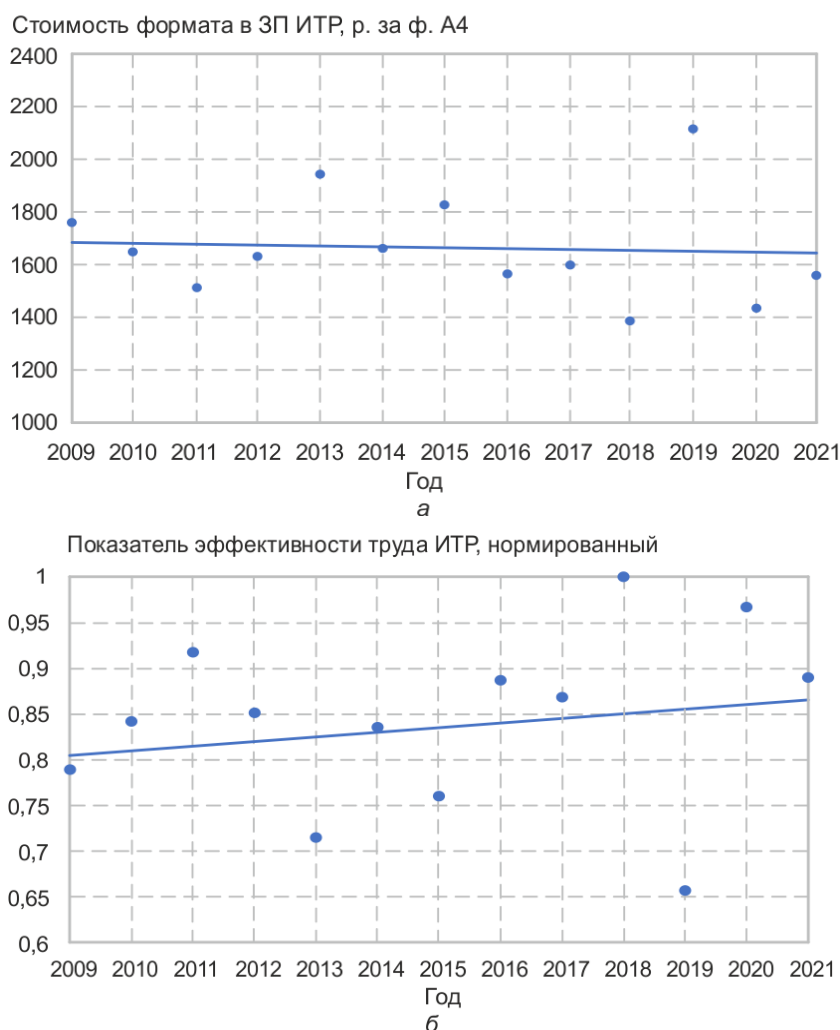 Стоимость формата в ЗП ИТР, р. за ф. А4
2400
2200
2000
1800
1600
1400
1200
1000
2009 2010 2011 2012 2013 2014 2015 2016 2017 2018 2019 2020 2021
Год
а
Показатель эффективности труда ИТР, нормированный
1
0,95
0,9
0,85
0,8
0,75
0,7
0,65
0,6
2009 2010 2011 2012 2013 2014 2015 2016 2017 2018 2019 2020 2021
Год
б